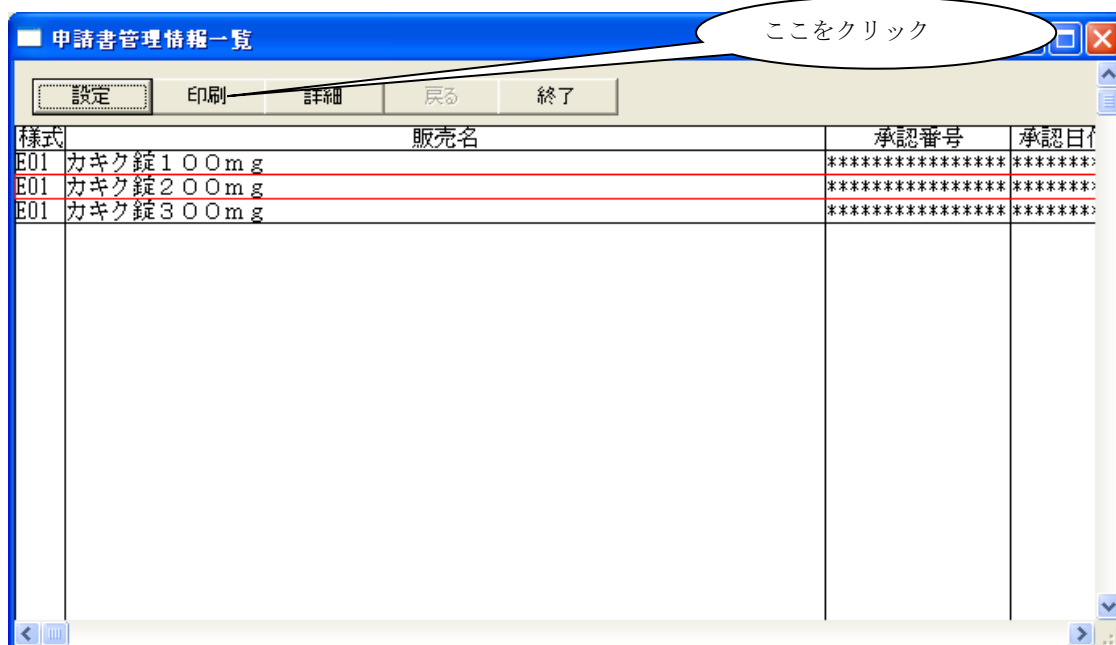 申請書管理情報一覧
ここをクリック
設定 印刷 詳細 戻る 終了
様式 販売名 承認番号 承認日付
E01 カキク錠１００ｍｇ **************** ********
E01 カキク錠２００ｍｇ **************** ********
E01 カキク錠３００ｍｇ **************** ********